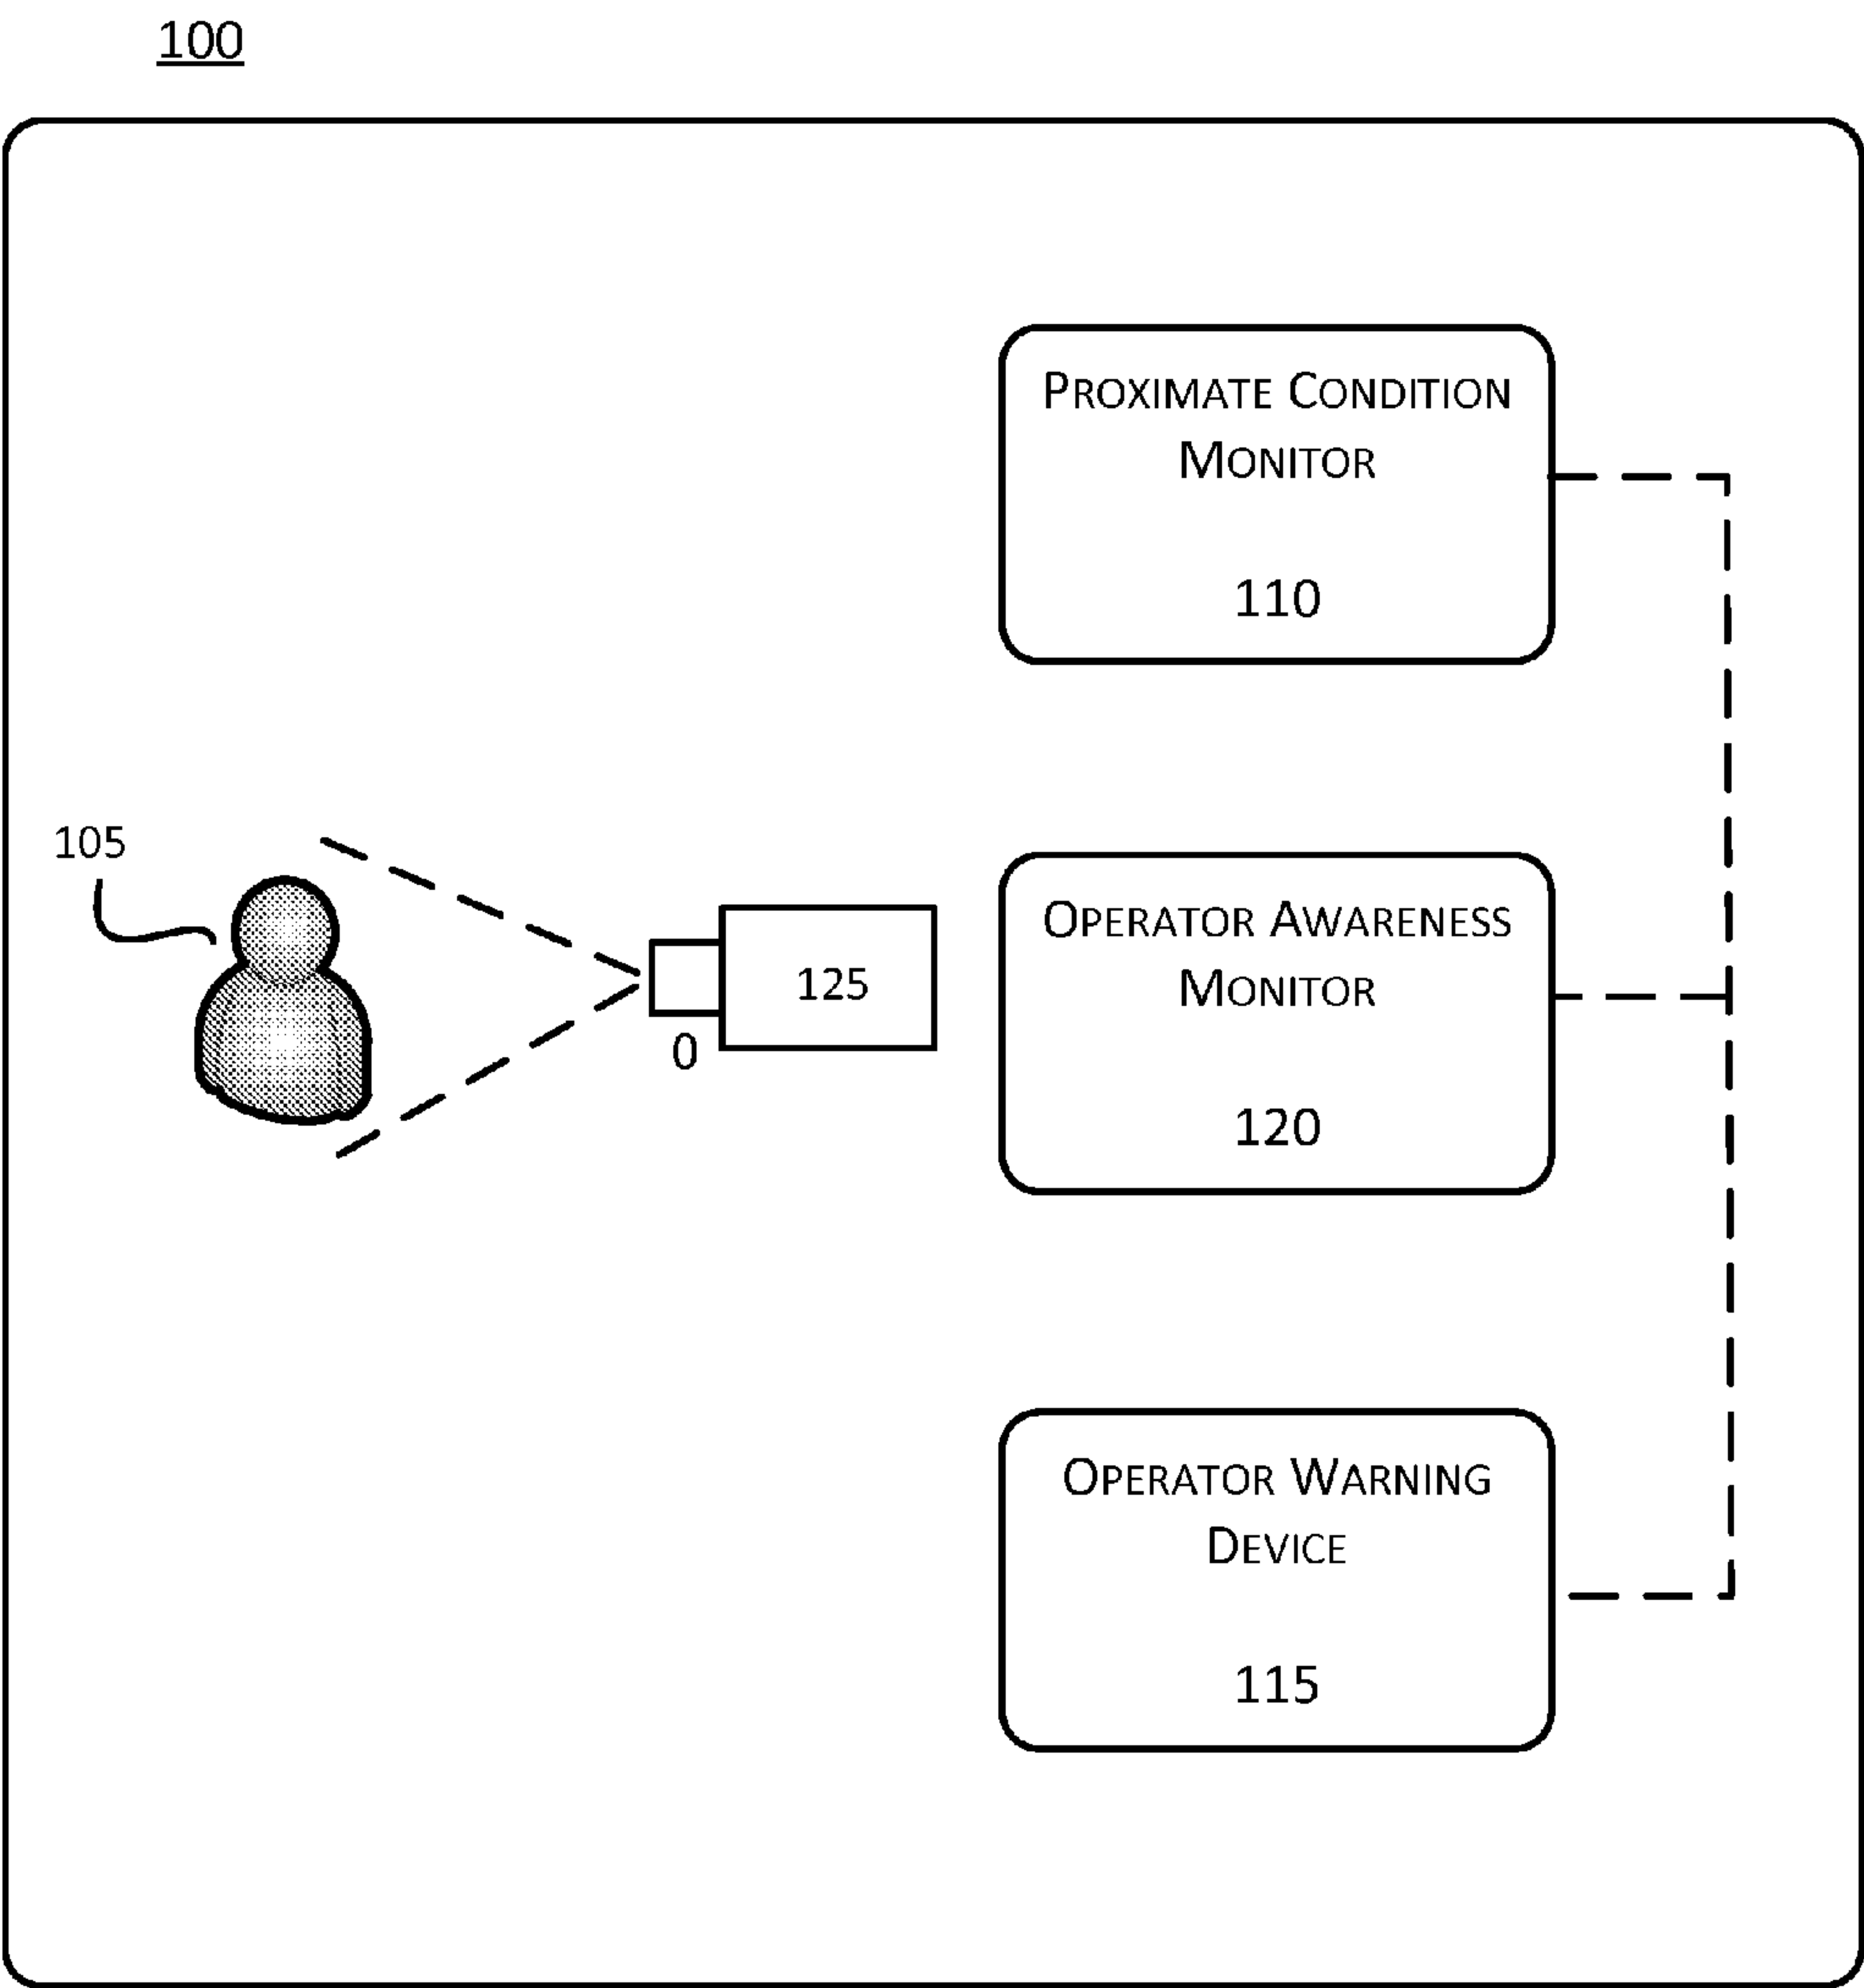 100
PROXIMATE CONDITION
MONITOR
110
105
125
0
OPERATOR AWARENESS
MONITOR
120
OPERATOR WARNING
DEVICE
115